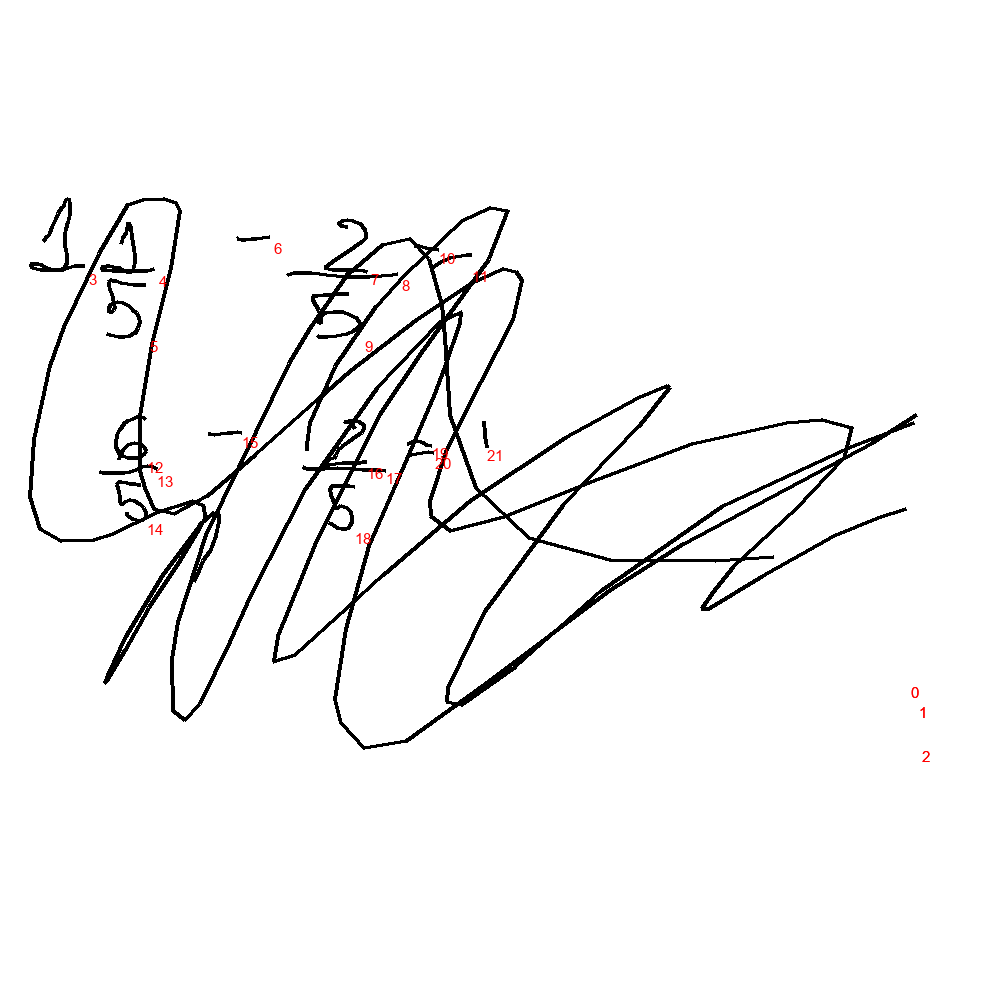 1 1/5 - 2/5 =
6/5 - 2/5 = 1